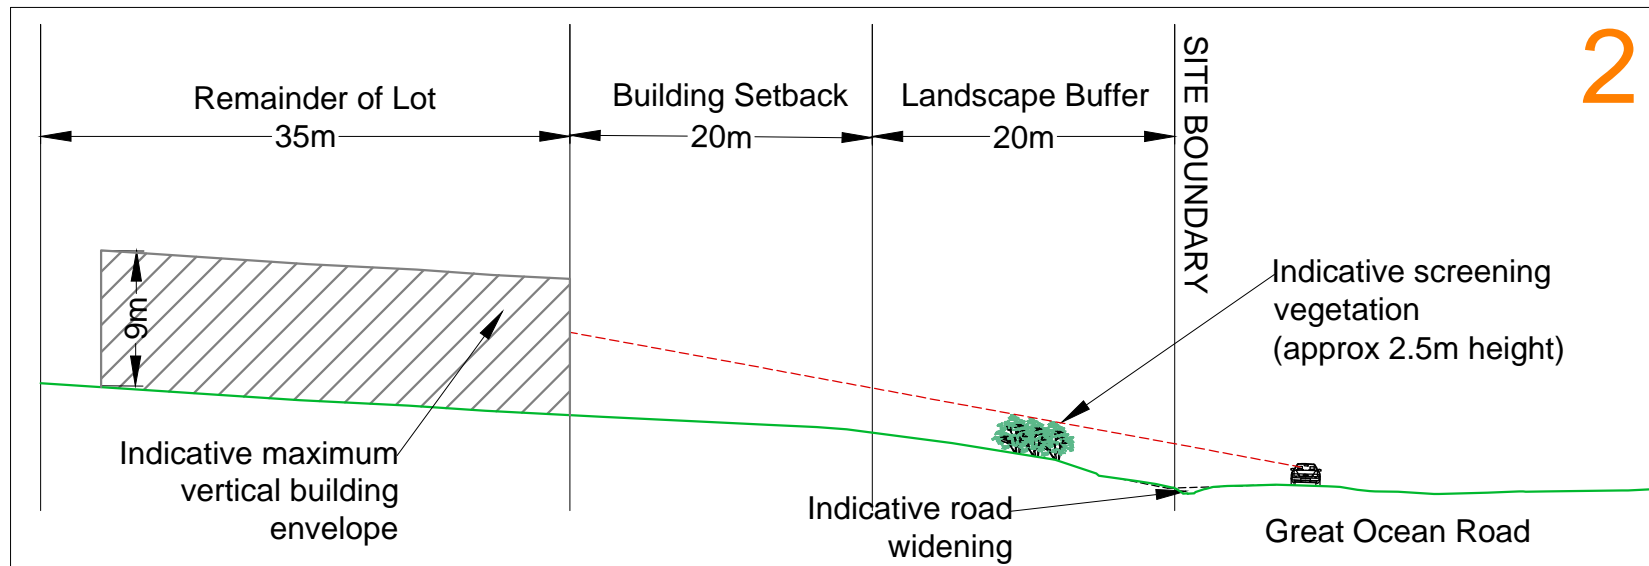 2
Remainder of Lot
35m
Building Setback
20m
Landscape Buffer
20m
SITE BOUNDARY
9m
Indicative screening
vegetation
(approx 2.5m height)
Indicative maximum
vertical building
envelope
Indicative road
widening
Great Ocean Road